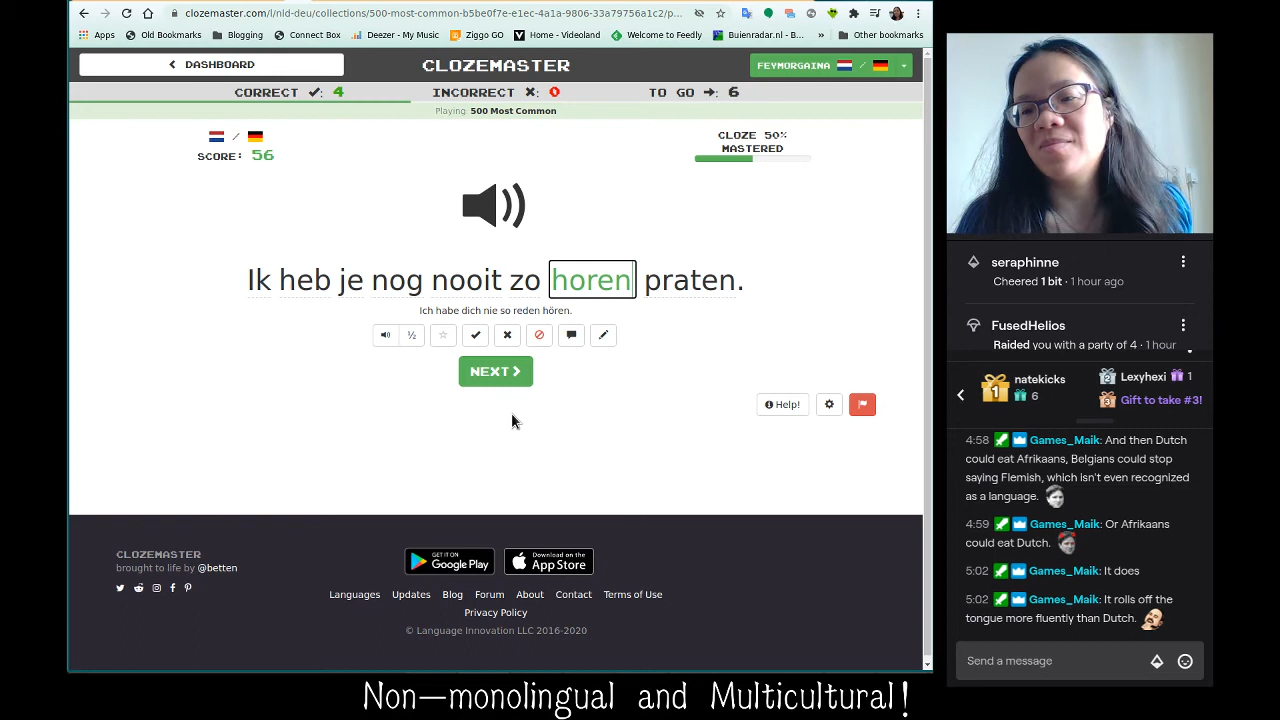 clozemaster.com/l/nld-deu/collections/500-most-common-b5be0f7e-e1ec-4a1a-9806-33a79756a1c2/p...
Apps Old Bookmarks Blogging Connect Box Deezer - My Music Ziggo GO Home - Videoland Welcome to Feedly Buienradar.nl - B... » Other bookmarks
DASHBOARD
CLOZEMASTER
FEYMORGAINA /
CORRECT ✔: 4 INCORRECT ✖: 0 TO GO →: 6
Playing: 500 Most Common
/
SCORE: 56
CLOZE 50%
MASTERED
Ik heb je nog nooit zo horen praten.
Ich habe dich nie so reden hören.
½
NEXT
Help!
CLOZEMASTER
brought to life by @betten
GET IT ON
Google Play
Download on the
App Store
Languages Updates Blog Forum About Contact Terms of Use
Privacy Policy
© Language Innovation LLC 2016-2020
seraphinne
Cheered 1 bit · 1 hour ago
FusedHelios
Raided you with a party of 4 · 1 hour
1
natekicks
6
2
Lexyhexi 1
3
Gift to take #3!
4:58 Games_Maik: And then Dutch
could eat Afrikaans, Belgians could stop
saying Flemish, which isn't even recognized
as a language.
4:59 Games_Maik: Or Afrikaans
could eat Dutch.
5:02 Games_Maik: It does
5:02 Games_Maik: It rolls off the
tongue more fluently than Dutch.
Send a message
Non-monolingual and Multicultural!